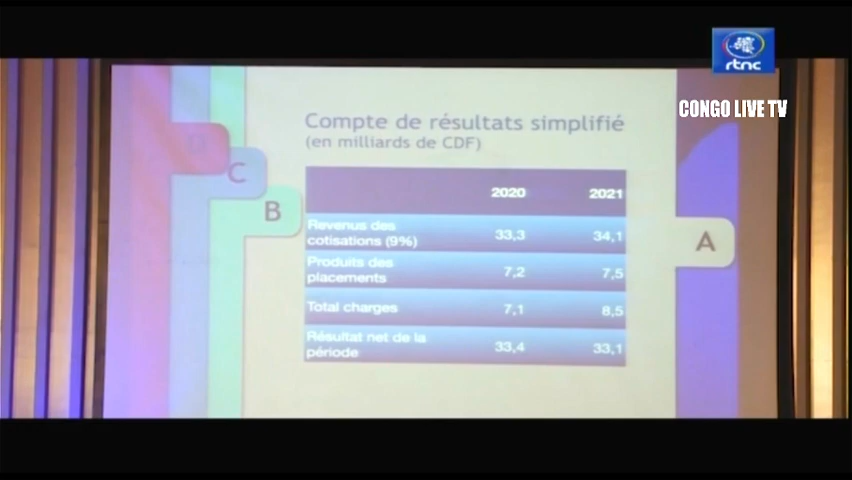 rtnc
CONGO LIVE TV
Compte de résultats simplifié
(en milliards de CDF)
D
C
B
A
2020 2021
Revenus des
cotisations (9%) 33,3 34,1
Produits des
placements 7,2 7,5
Total charges 7,1 8,5
Résultat net de la
période 33,4 33,1